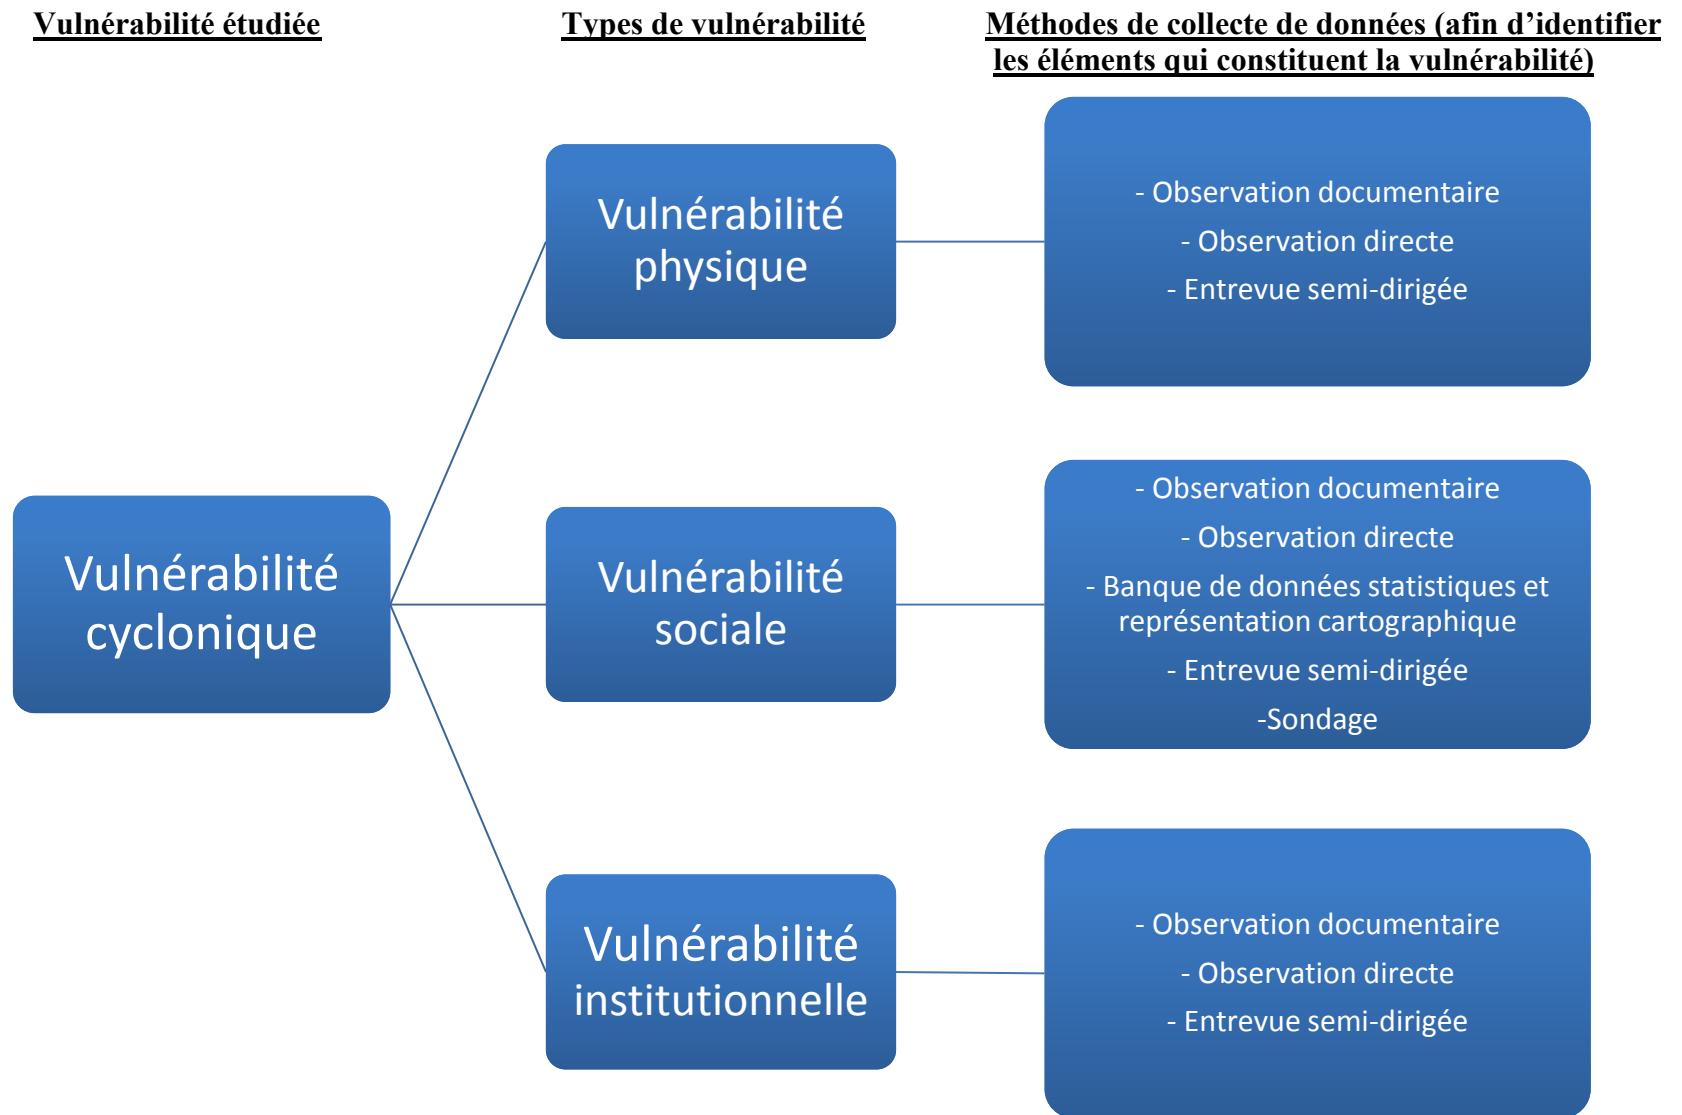 Vulnérabilité étudiée
Types de vulnérabilité
Méthodes de collecte de données (afin d’identifier
les éléments qui constituent la vulnérabilité)
Vulnérabilité
cyclonique
Vulnérabilité
physique
- Observation documentaire
- Observation directe
- Entrevue semi-dirigée
Vulnérabilité
sociale
- Observation documentaire
- Observation directe
- Banque de données statistiques et
représentation cartographique
- Entrevue semi-dirigée
-Sondage
Vulnérabilité
institutionnelle
- Observation documentaire
- Observation directe
- Entrevue semi-dirigée